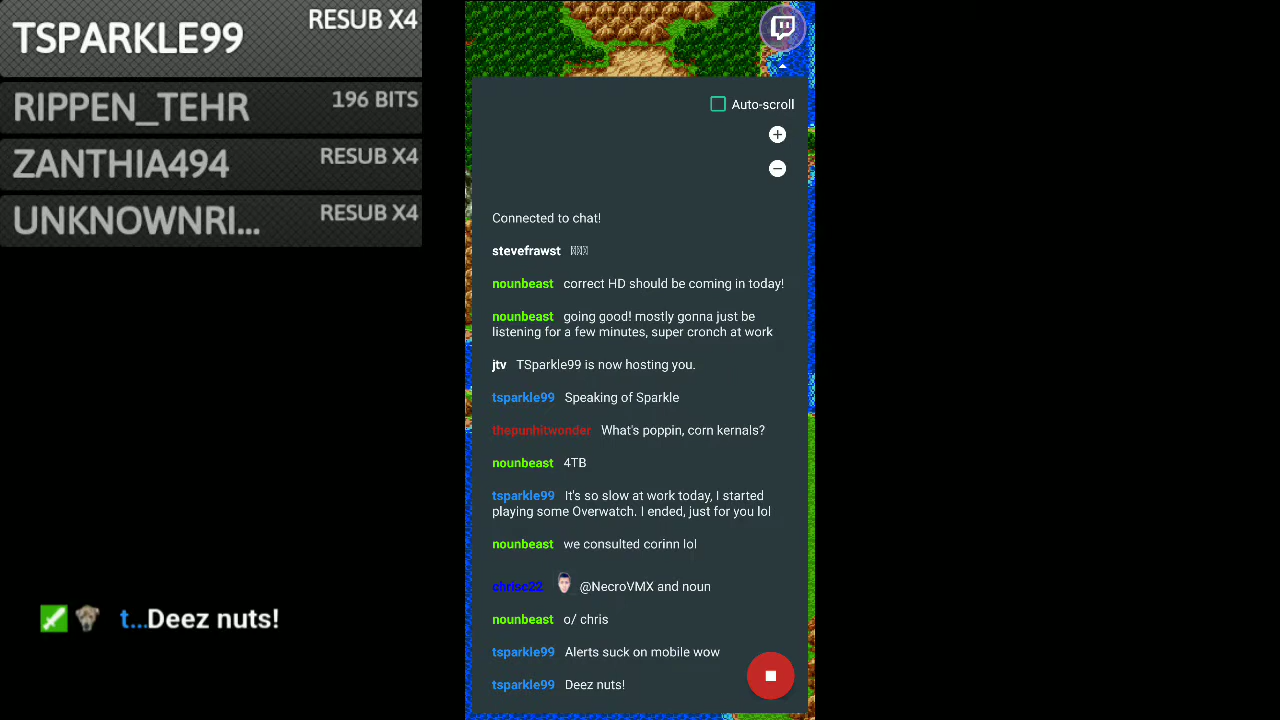 TSPARKLE99 RESUB X4
RIPPEN_TEHR 196 BITS
ZANTHIA494 RESUB X4
UNKNOWNRI... RESUB X4
t...Deez nuts!
Auto-scroll
Connected to chat!
stevefrawst
nounbeast correct HD should be coming in today!
nounbeast going good! mostly gonna just be
listening for a few minutes, super cronch at work
jtv TSparkle99 is now hosting you.
tsparkle99 Speaking of Sparkle
thepunhitwonder What's poppin, corn kernals?
nounbeast 4TB
tsparkle99 It's so slow at work today, I started
playing some Overwatch. I ended, just for you lol
nounbeast we consulted corinn lol
chrisc22 @NecroVMX and noun
nounbeast o/ chris
tsparkle99 Alerts suck on mobile wow
tsparkle99 Deez nuts!